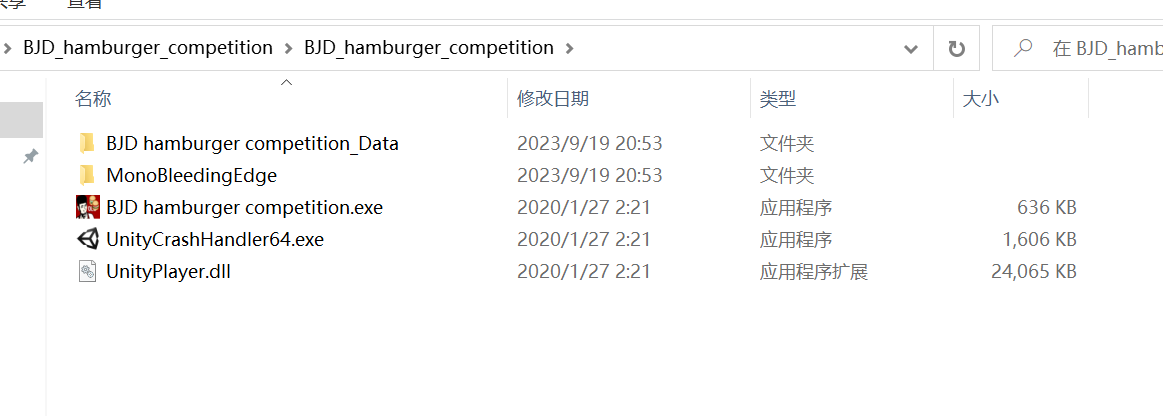 共享 查看
BJD_hamburger_competition > BJD_hamburger_competition >
在 BJD_hamb
名称 修改日期 类型 大小
BJD hamburger competition_Data 2023/9/19 20:53 文件夹
MonoBleedingEdge 2023/9/19 20:53 文件夹
BJD hamburger competition.exe 2020/1/27 2:21 应用程序 636 KB
UnityCrashHandler64.exe 2020/1/27 2:21 应用程序 1,606 KB
UnityPlayer.dll 2020/1/27 2:21 应用程序扩展 24,065 KB